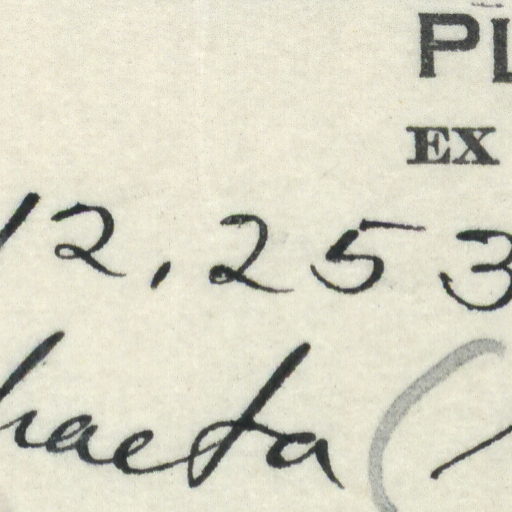 PL
EX
12,253
haeta (